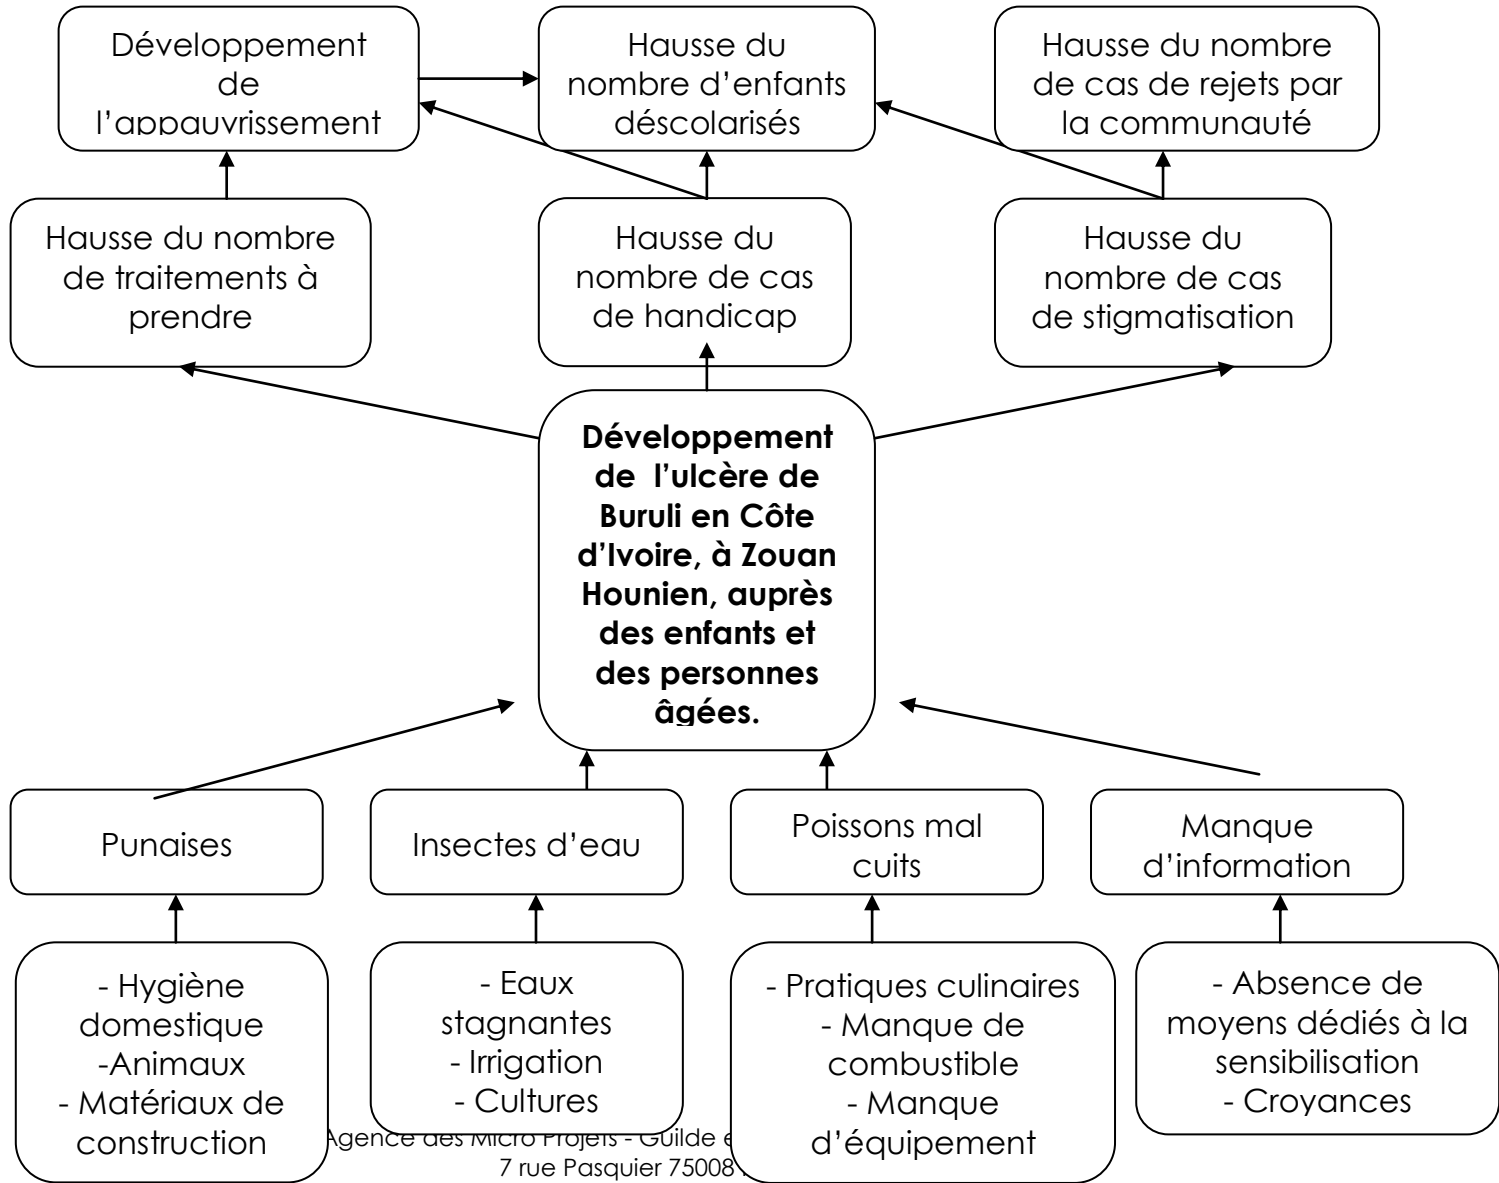 Développement
de
l’appauvrissement
Hausse du
nombre d’enfants
déscolarisés
Hausse du nombre
de cas de rejets par
la communauté
Hausse du nombre
de traitements à
prendre
Hausse du
nombre de cas
de handicap
Hausse du
nombre de cas
de stigmatisation
Développement
de l’ulcère de
Buruli en Côte
d’Ivoire, à Zouan
Hounien, auprès
des enfants et
des personnes
âgées.
Punaises
Insectes d’eau
Poissons mal
cuits
Manque
d’information
- Hygiène
domestique
-Animaux
- Matériaux de
construction
- Eaux
stagnantes
- Irrigation
- Cultures
- Pratiques culinaires
- Manque de
combustible
- Manque
d’équipement
- Absence de
moyens dédiés à la
sensibilisation
- Croyances
Agence des Micro Projets - Guilde
7 rue Pasquier 75008